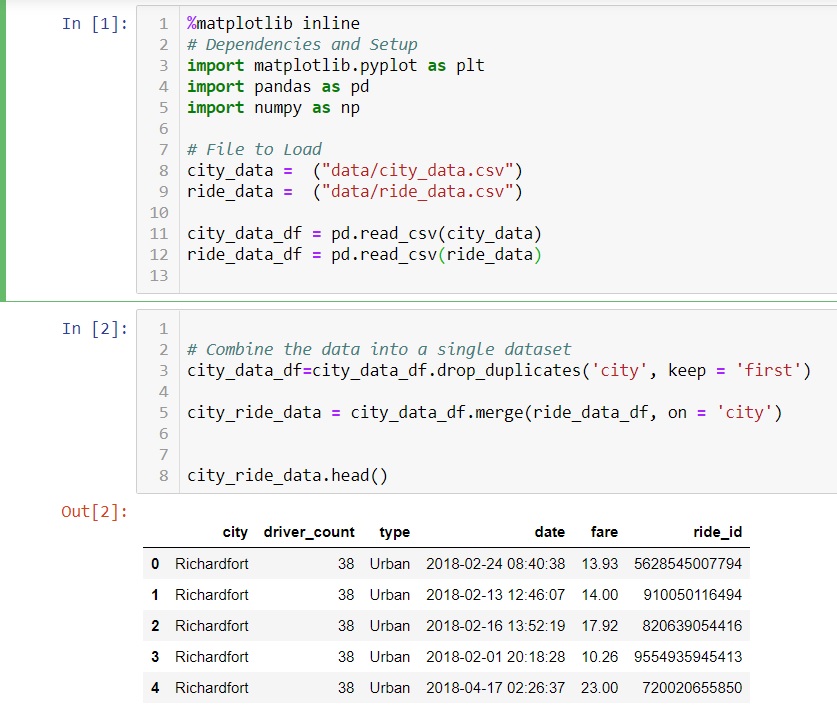 In [1]:
1 %matplotlib inline
2 # Dependencies and Setup
3 import matplotlib.pyplot as plt
4 import pandas as pd
5 import numpy as np
6
7 # File to Load
8 city_data =  ("data/city_data.csv")
9 ride_data =  ("data/ride_data.csv")
10
11 city_data_df = pd.read_csv(city_data)
12 ride_data_df = pd.read_csv(ride_data)
13
In [2]:
1
2 # Combine the data into a single dataset
3 city_data_df=city_data_df.drop_duplicates('city', keep = 'first')
4
5 city_ride_data = city_data_df.merge(ride_data_df, on = 'city')
6
7
8 city_ride_data.head()
Out[2]:
city driver_count type date fare ride_id
0 Richardfort 38 Urban 2018-02-24 08:40:38 13.93 5628545007794
1 Richardfort 38 Urban 2018-02-13 12:46:07 14.00 910050116494
2 Richardfort 38 Urban 2018-02-16 13:52:19 17.92 820639054416
3 Richardfort 38 Urban 2018-02-01 20:18:28 10.26 9554935945413
4 Richardfort 38 Urban 2018-04-17 02:26:37 23.00 720020655850